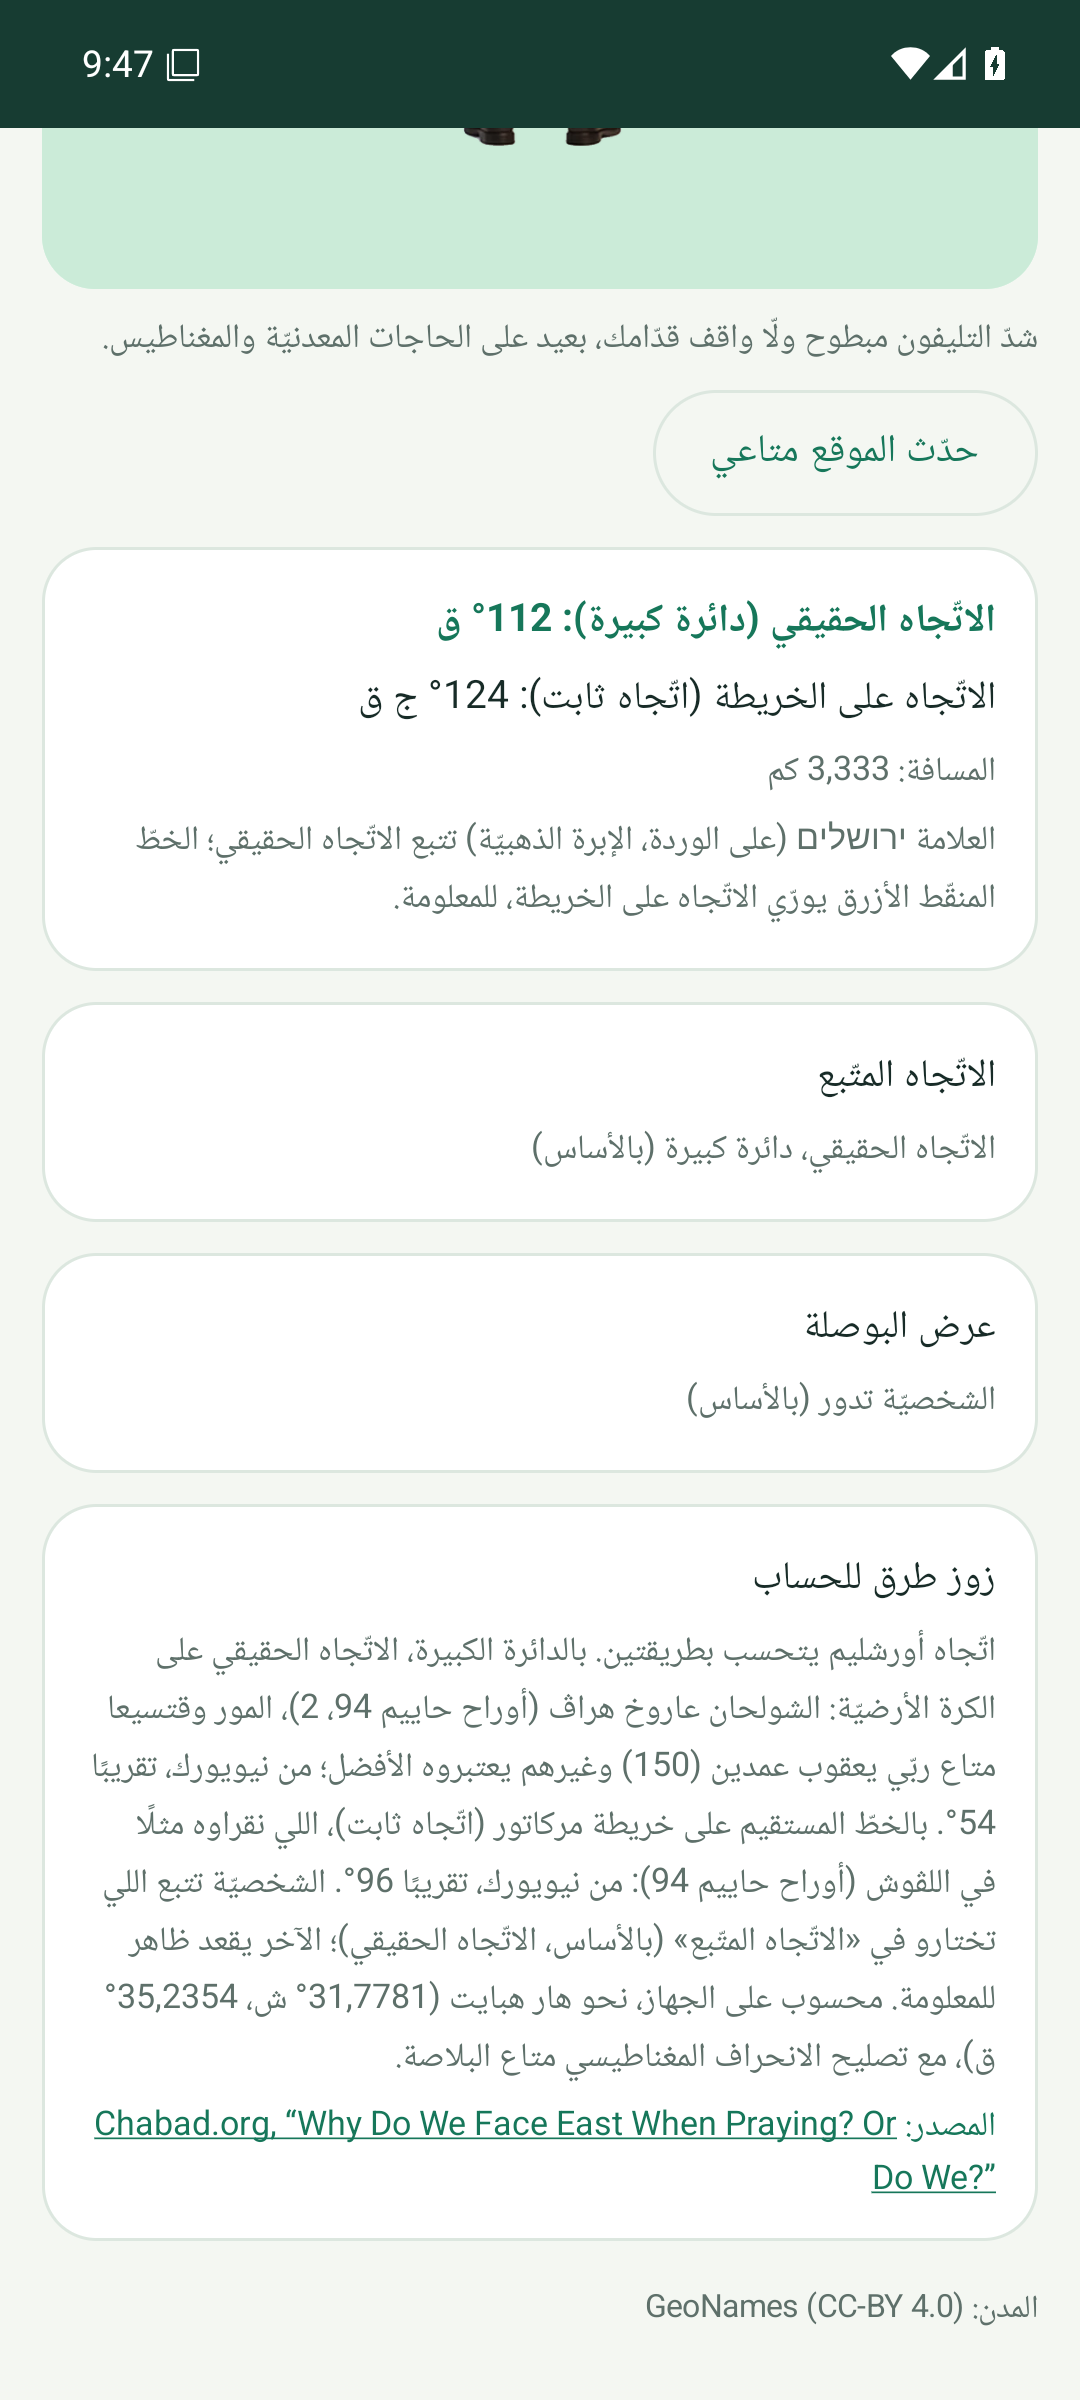 9:47
شدّ التليفون مبطوح ولّا واقف قدّامك، بعيد على الحاجات المعدنيّة والمغناطيس.
حدّث الموقع متاعي
الاتّجاه الحقيقي (دائرة كبيرة): 112° ق
الاتّجاه على الخريطة (اتّجاه ثابت): 124° ج ق
المسافة: 3,333 كم
العلامة ירושלים (على الوردة، الإبرة الذهبيّة) تتبع الاتّجاه الحقيقي؛ الخطّ
المنقّط الأزرق يورّي الاتّجاه على الخريطة، للمعلومة.
الاتّجاه المتّبع
الاتّجاه الحقيقي، دائرة كبيرة (بالأساس)
عرض البوصلة
الشخصيّة تدور (بالأساس)
زوز طرق للحساب
اتّجاه أورشليم يتحسب بطريقتين. بالدائرة الكبيرة، الاتّجاه الحقيقي على
الكرة الأرضيّة: الشولحان عاروخ هراڤ (أوراح حاييم 94، 2)، المور وقتسيعا
متاع ربّي يعقوب عمدين (150) وغيرهم يعتبروه الأفضل؛ من نيويورك، تقريبًا
54°. بالخطّ المستقيم على خريطة مركاتور (اتّجاه ثابت)، اللي نقراوه مثلًا
في اللڤوش (أوراح حاييم 94): من نيويورك، تقريبًا 96°. الشخصيّة تتبع اللي
تختارو في «الاتّجاه المتّبع» (بالأساس، الاتّجاه الحقيقي)؛ الآخر يقعد ظاهر
للمعلومة. محسوب على الجهاز، نحو هار هبايت (31,7781° ش، 35,2354°
ق)، مع تصليح الانحراف المغناطيسي متاع البلاصة.
المصدر: Chabad.org, “Why Do We Face East When Praying? Or
Do We?”
المدن: GeoNames (CC-BY 4.0)